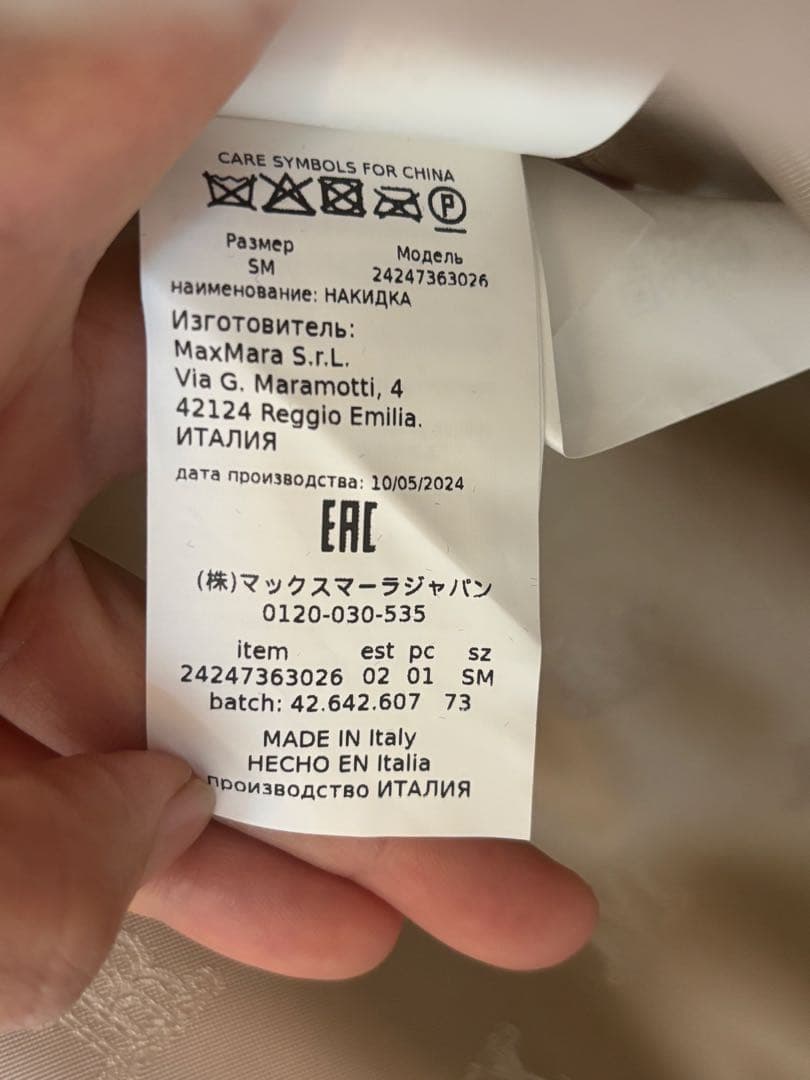 CARE SYMBOLS FOR CHINA
P
Размер Модель
SM 24247363026
наименование: НАКИДКА
Изготовитель:
MaxMara S.r.L.
Via G. Maramotti, 4
42124 Reggio Emilia.
ИТАЛИЯ
дата производства: 10/05/2024
EAC
(株)マックスマーラジャパン
0120-030-535
item est pc sz
24247363026 02 01 SM
batch: 42.642.607 73
MADE IN Italy
HECHO EN Italia
производство ИТАЛИЯ